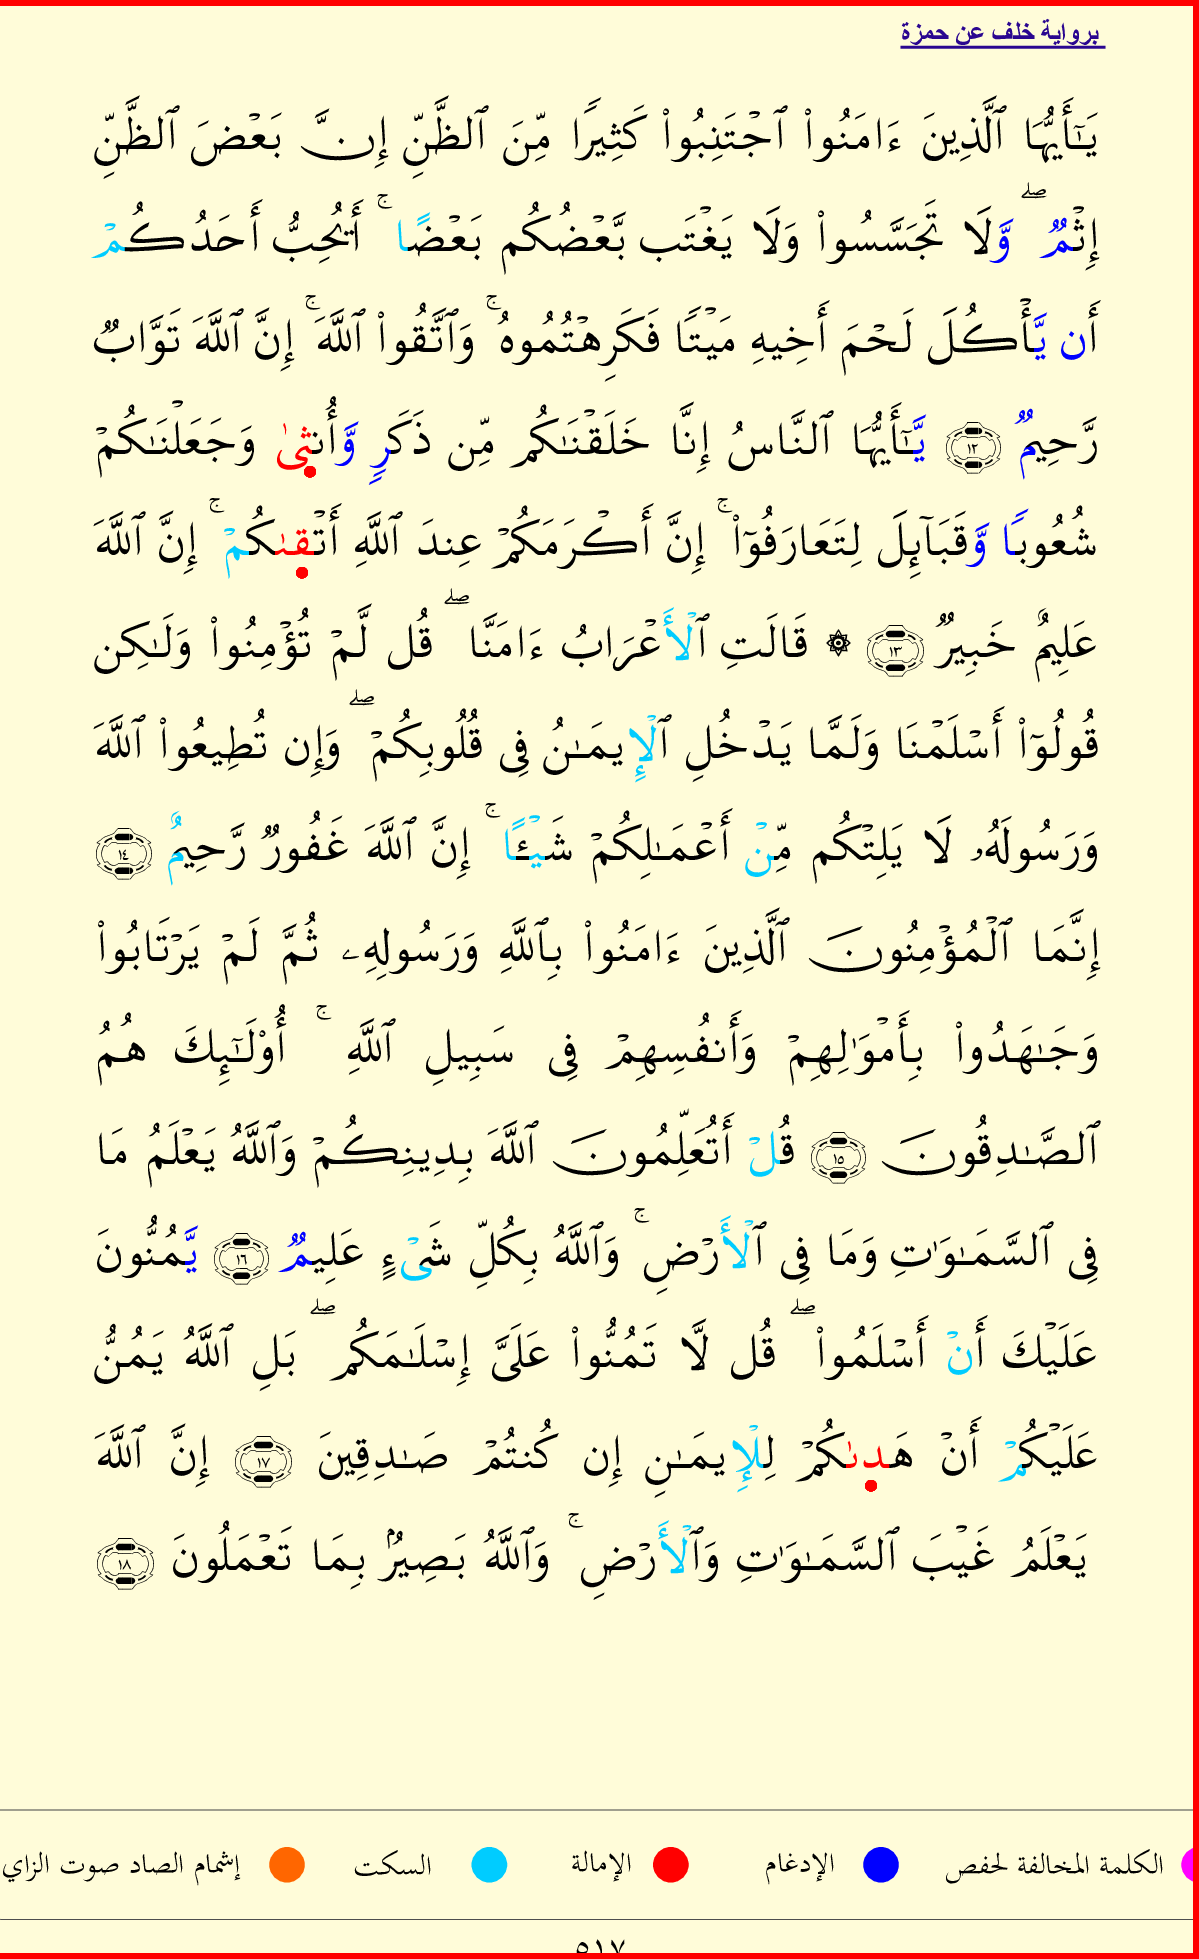 برواية خلف عن حمزة
يَـٰٓأَيُّهَا ٱلَّذِينَ ءَامَنُوا۟ ٱجْتَنِبُوا۟ كَثِيرًا مِّنَ ٱلظَّنِّ إِنَّ بَعْضَ ٱلظَّنِّ
إِثْمٌ ۖ وَّلَا تَجَسَّسُوا۟ وَلَا يَغْتَب بَّعْضُكُم بَعْضًا ۚ أَتُحِبُّ أَحَدُكُمْ
أَن يَّأْكُلَ لَحْمَ أَخِيهِ مَيْتًا فَكَرِهْتُمُوهُ ۚ وَٱتَّقُوا۟ ٱللَّهَ ۚ إِنَّ ٱللَّهَ تَوَّابٌ
رَّحِيمٌ ١٢ يَّـٰٓأَيُّهَا ٱلنَّاسُ إِنَّا خَلَقْنَـٰكُم مِّن ذَكَرٍ وَّأُنثىٰ وَجَعَلْنَـٰكُمْ
شُعُوبًا وَّقَبَآئِلَ لِتَعَارَفُوٓا۟ ۚ إِنَّ أَكْرَمَكُمْ عِندَ ٱللَّهِ أَتْقىٰكُمْ ۚ إِنَّ ٱللَّهَ
عَلِيمٌ خَبِيرٌ ١٣ ۞ قَالَتِ ٱلْأَعْرَابُ ءَامَنَّا ۖ قُل لَّمْ تُؤْمِنُوا۟ وَلَـٰكِن
قُولُوٓا۟ أَسْلَمْنَا وَلَمَّا يَدْخُلِ ٱلْإِيمَـٰنُ فِى قُلُوبِكُمْ ۖ وَإِن تُطِيعُوا۟ ٱللَّهَ
وَرَسُولَهُۥ لَا يَلِتْكُم مِّنْ أَعْمَـٰلِكُمْ شَيْـًٔا ۚ إِنَّ ٱللَّهَ غَفُورٌ رَّحِيمٌ ١٤
إِنَّمَا ٱلْمُؤْمِنُونَ ٱلَّذِينَ ءَامَنُوا۟ بِٱللَّهِ وَرَسُولِهِۦ ثُمَّ لَمْ يَرْتَابُوا۟
وَجَـٰهَدُوا۟ بِأَمْوَٰلِهِمْ وَأَنفُسِهِمْ فِى سَبِيلِ ٱللَّهِ ۚ أُو۟لَـٰٓئِكَ هُمُ
ٱلصَّـٰدِقُونَ ١٥ قُلْ أَتُعَلِّمُونَ ٱللَّهَ بِدِينِكُمْ وَٱللَّهُ يَعْلَمُ مَا
فِى ٱلسَّمَـٰوَٰتِ وَمَا فِى ٱلْأَرْضِ ۚ وَٱللَّهُ بِكُلِّ شَىْءٍ عَلِيمٌ ١٦ يَّمُنُّونَ
عَلَيْكَ أَنْ أَسْلَمُوا۟ ۖ قُل لَّا تَمُنُّوا۟ عَلَىَّ إِسْلَـٰمَكُم ۖ بَلِ ٱللَّهُ يَمُنُّ
عَلَيْكُمْ أَنْ هَدىٰكُمْ لِلْإِيمَـٰنِ إِن كُنتُمْ صَـٰدِقِينَ ١٧ إِنَّ ٱللَّهَ
يَعْلَمُ غَيْبَ ٱلسَّمَـٰوَٰتِ وَٱلْأَرْضِ ۚ وَٱللَّهُ بَصِيرٌۢ بِمَا تَعْمَلُونَ ١٨
الكلمة المخالفة لحفص الإدغام الإمالة السكت إشمام الصاد صوت الزاي
٥١٧